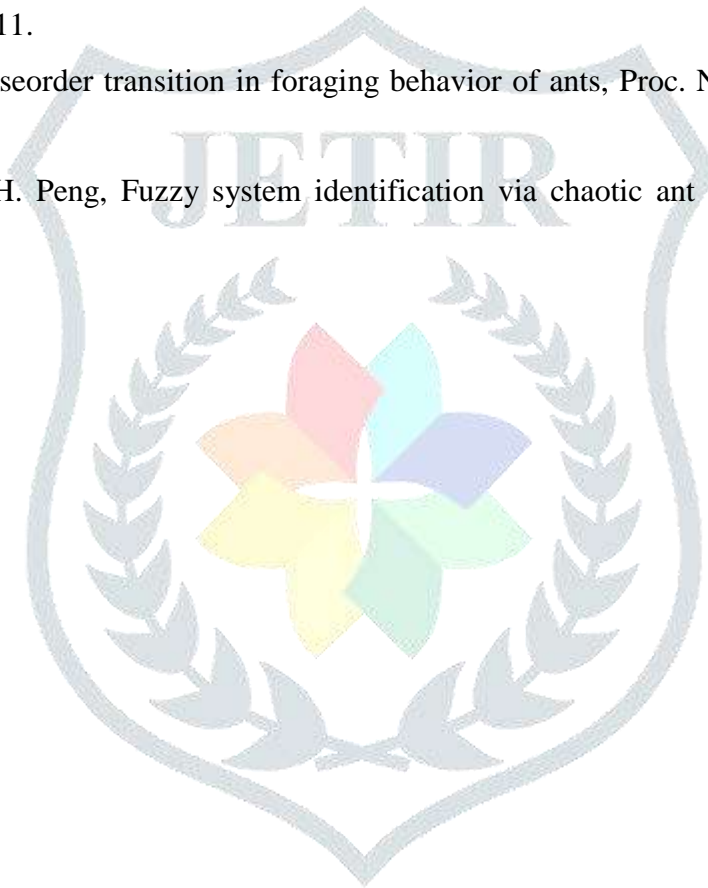 11.
seorder transition in foraging behavior of ants, Proc. N
JETIR
H. Peng, Fuzzy system identification via chaotic ant